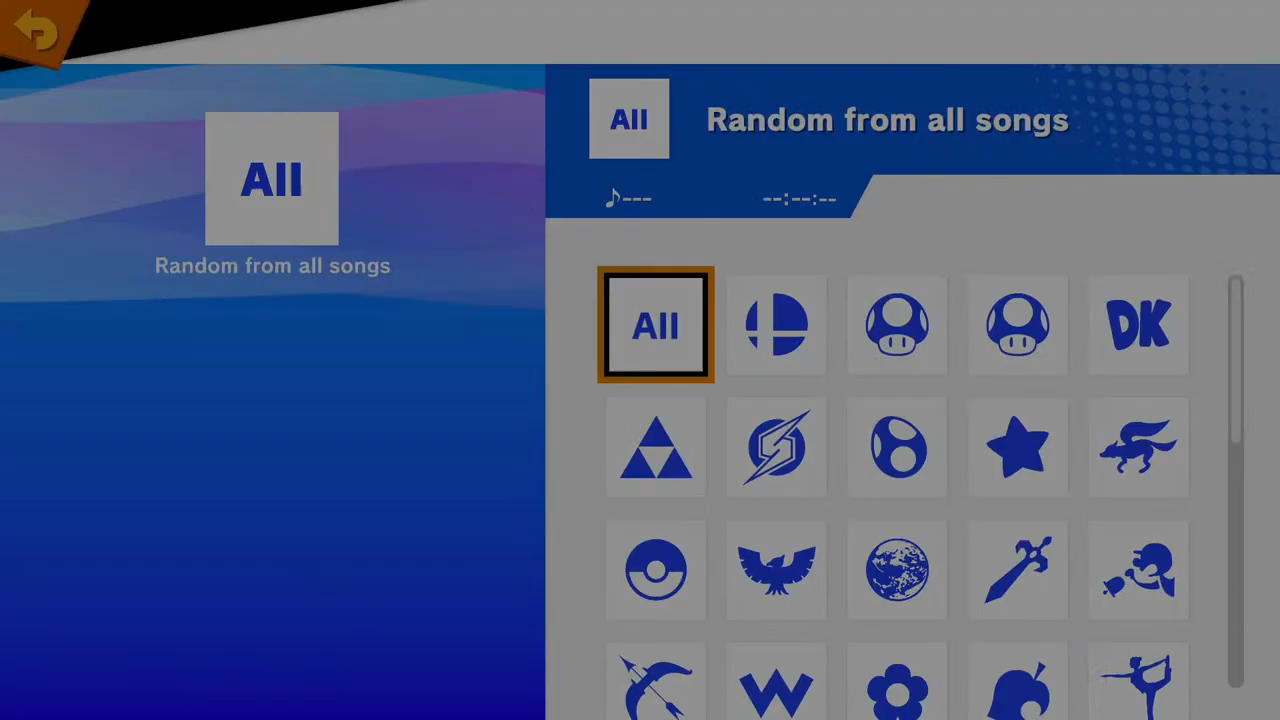 All
Random from all songs
All
Random from all songs
♪---
--:--:--
All
DK
W